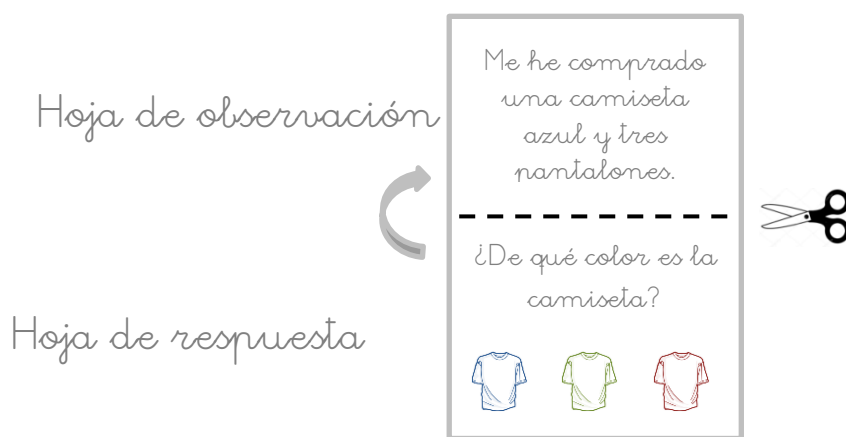 Hoja de observación
Me he comprado
una camiseta
azul y tres
pantalones.
¿De qué color es la
camiseta?
Hoja de respuesta